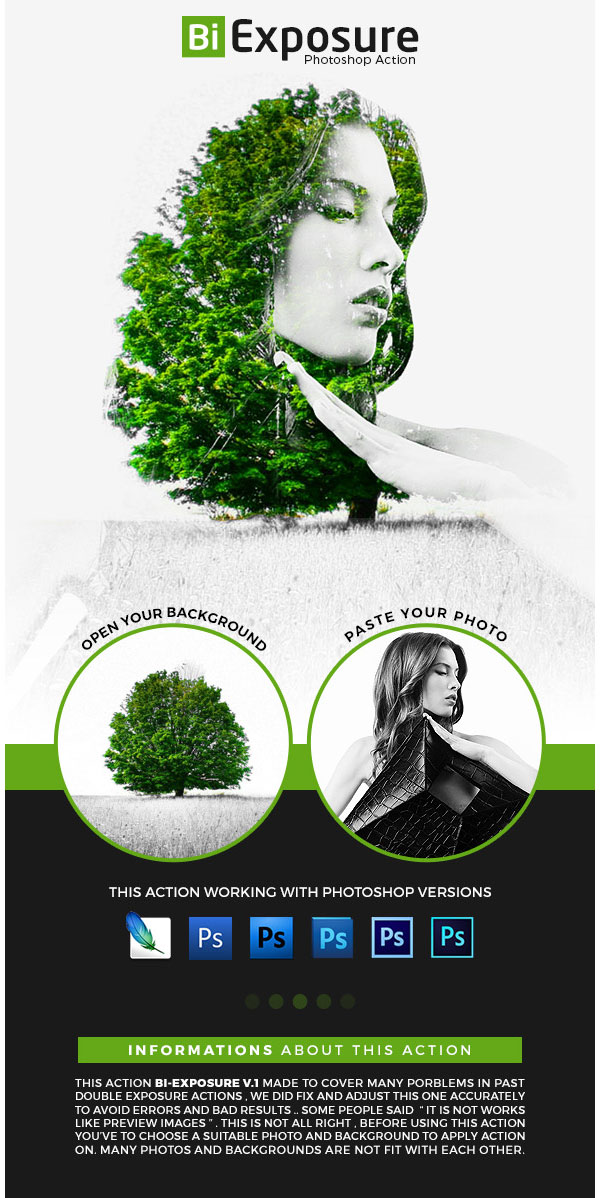 Bi Exposure
Photoshop Action
OPEN YOUR BACKGROUND
PASTE YOUR PHOTO
THIS ACTION WORKING WITH PHOTOSHOP VERSIONS
Ps Ps Ps Ps Ps
INFORMATIONS ABOUT THIS ACTION
THIS ACTION BI-EXPOSURE V.1 MADE TO COVER MANY PORBLEMS IN PAST
DOUBLE EXPOSURE ACTIONS , WE DID FIX AND ADJUST THIS ONE ACCURATELY
TO AVOID ERRORS AND BAD RESULTS .. SOME PEOPLE SAID “ IT IS NOT WORKS
LIKE PREVIEW IMAGES ” . THIS IS NOT ALL RIGHT , BEFORE USING THIS ACTION
YOU'VE TO CHOOSE A SUITABLE PHOTO AND BACKGROUND TO APPLY ACTION
ON. MANY PHOTOS AND BACKGROUNDS ARE NOT FIT WITH EACH OTHER.